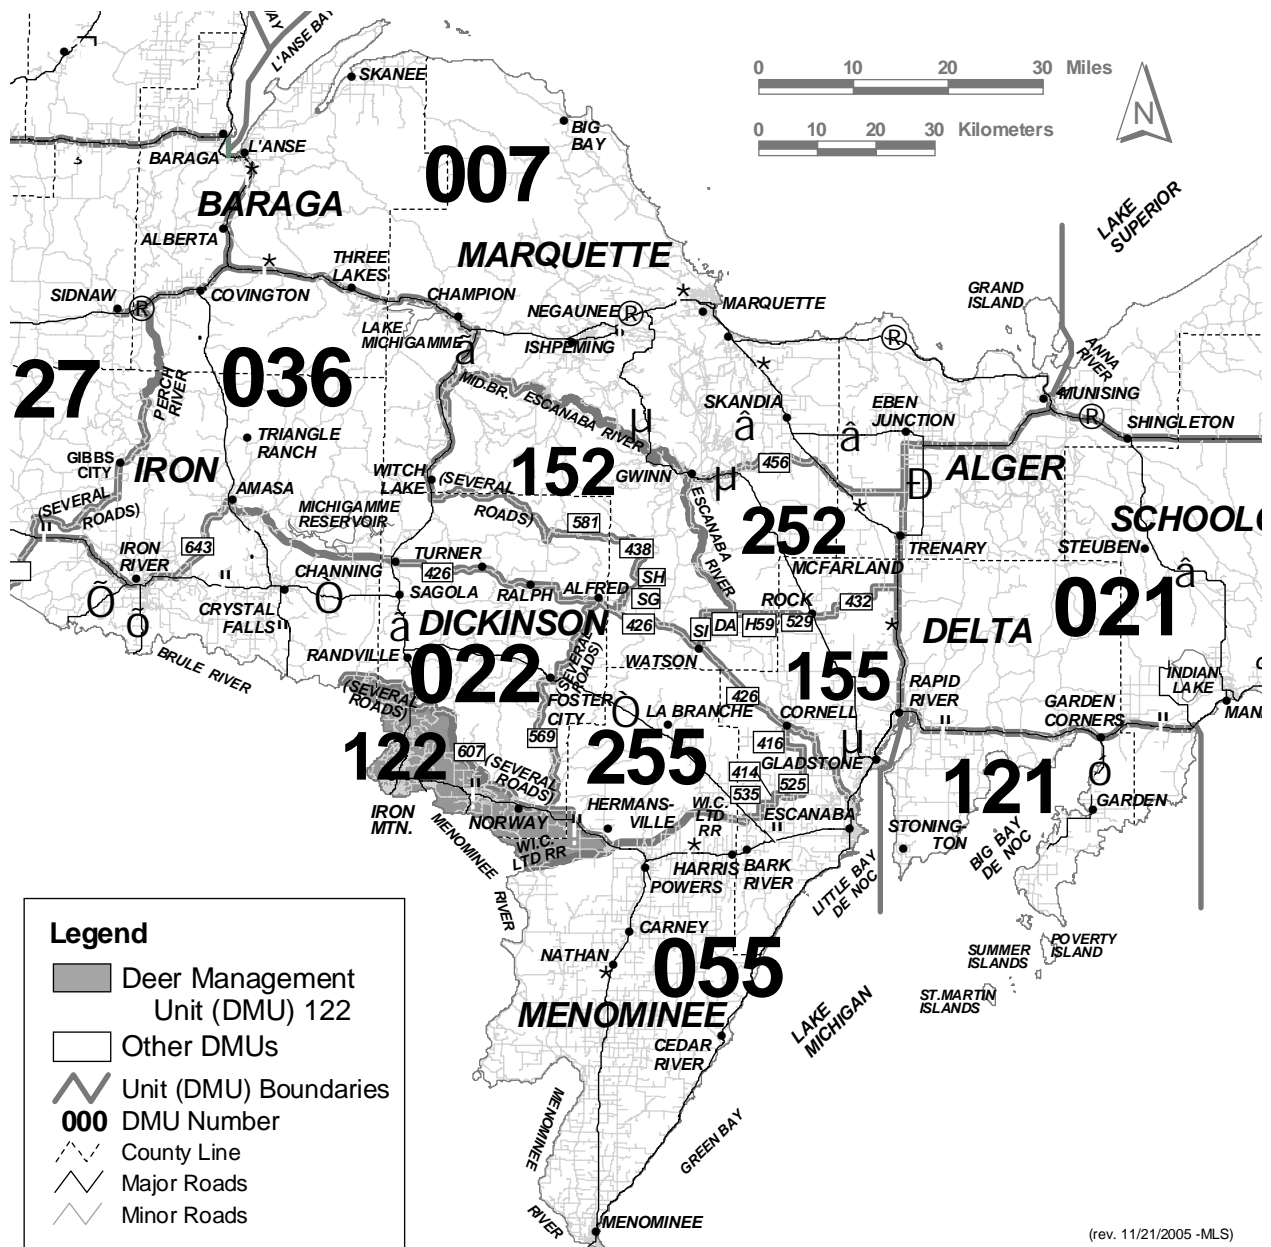 L'ANSE BAY
SKANEE
0 10 20 30 Miles
0 10 20 30 Kilometers
N
BIG
BAY
BARAGA
L'ANSE
007
BARAGA
LAKE
SUPERIOR
ALBERTA
MARQUETTE
THREE
LAKES
GRAND
ISLAND
SIDNAW
R
COVINGTON
CHAMPION
NEGAUNEE
R
MARQUETTE
LAKE
MICHIGAMME
ISHPEMING
R
ANNA
RIVER
27
036
PERCH
RIVER
MID.BR. ESCANABA RIVER
MUNISING
R
SHINGLETON
SKANDIA
EBEN
JUNCTION
TRIANGLE
RANCH
GIBBS
CITY
IRON
WITCH
LAKE
(SEVERAL
ROADS)
152
GWINN
456
ALGER
(SEVERAL
ROADS)
AMASA
MICHIGAMME
RESERVOIR
ESCANABA
RIVER
581
252
SCHOOLC
IRON
RIVER
643
438
TRENARY
STEUBEN
CHANNING
TURNER
426
SAGOLA
RALPH
ALFRED
SH
SG
MCFARLAND
021
CRYSTAL
FALLS
DICKINSON
426
SI
DA
H59
ROCK
529
432
DELTA
BRULE RIVER
RANDVILLE
022
(SEVERAL
ROADS)
WATSON
155
INDIAN
LAKE
(SEVERAL
ROADS)
FOSTER
CITY
LA BRANCHE
426
CORNELL
RAPID
RIVER
GARDEN
CORNERS
MAN
122
607
569
(SEVERAL
ROADS)
255
416
GLADSTONE
414
525
535
121
IRON
MTN.
NORWAY
HERMANS-
VILLE
W.I.C.
LTD
RR
ESCANABA
STONING-
TON
BIG BAY
DE NOC
GARDEN
MENOMINEE
RIVER
W.I.C.
LTD RR
HARRIS
BARK
RIVER
POWERS
LITTLE BAY
DE NOC
CARNEY
NATHAN
055
SUMMER
ISLANDS
POVERTY
ISLAND
ST.MARTIN
ISLANDS
MENOMINEE
LAKE
MICHIGAN
CEDAR
RIVER
MENOMINEE
RIVER
GREEN BAY
MENOMINEE
Legend
Deer Management
Unit (DMU) 122
Other DMUs
Unit (DMU) Boundaries
000 DMU Number
County Line
Major Roads
Minor Roads
(rev. 11/21/2005 -MLS)